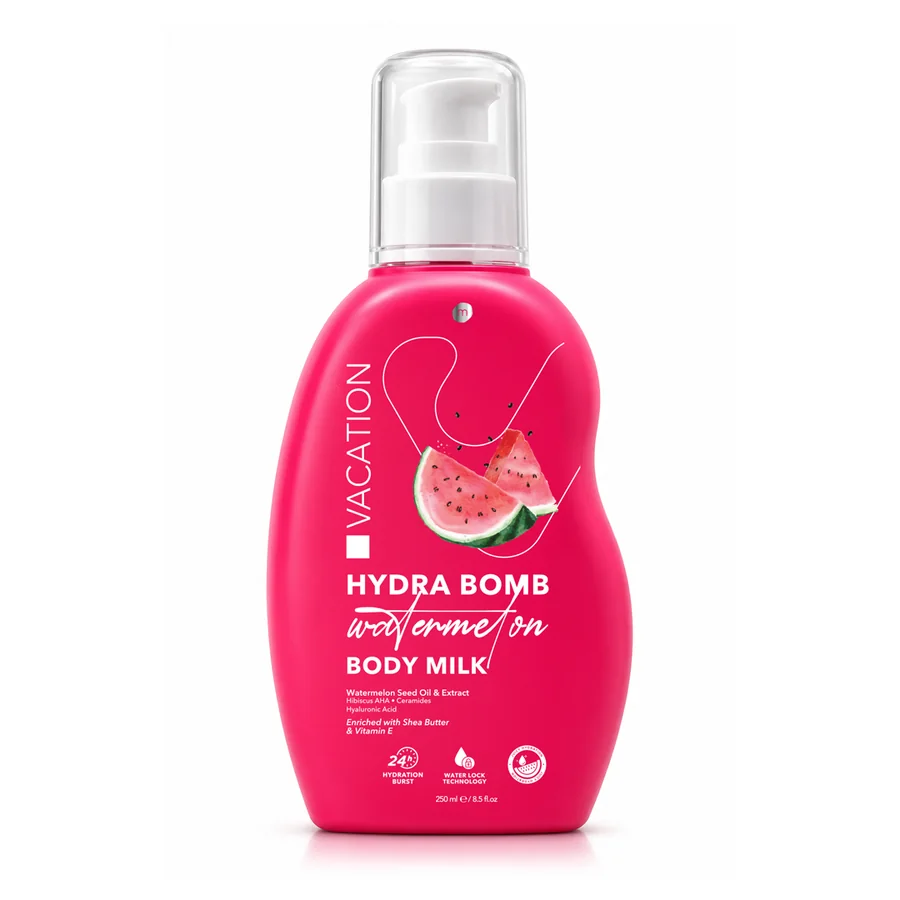 m
VACATION
HYDRA BOMB
watermelon
BODY MILK
Watermelon Seed Oil & Extract
Hibiscus AHA • Ceramides
Hyaluronic Acid
Enriched with Shea Butter
& Vitamin E
24h
HYDRATION
BURST
WATER LOCK
TECHNOLOGY
250 ml ℮ / 8.5 fl.oz